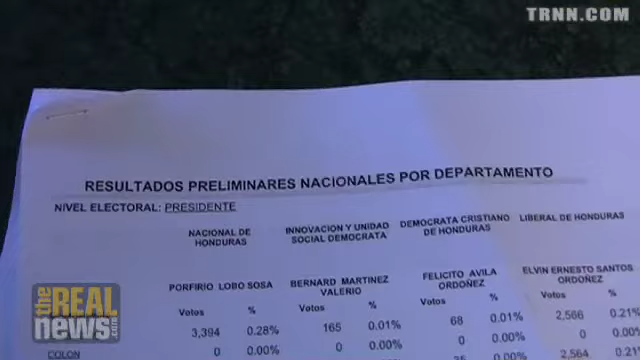 TRNN.COM
RESULTADOS PRELIMINARES NACIONALES POR DEPARTAMENTO
NIVEL ELECTORAL: PRESIDENTE
NACIONAL DE HONDURAS
INNOVACION Y UNIDAD SOCIAL DEMOCRATA
DEMOCRATA CRISTIANO DE HONDURAS
LIBERAL DE HONDURAS
PORFIRIO LOBO SOSA
BERNARD MARTINEZ VALERIO
FELICITO AVILA ORDOÑEZ
ELVIN ERNESTO SANTOS ORDOÑEZ
Votos % Votos % Votos % Votos %
3,394 0.28% 165 0.01% 68 0.01% 2,566 0.21%
COLON 0 0.00% 0 0.00% 0 0.00% 0 0.00%
0.00% 2,564 0.21%
the REAL
news.com